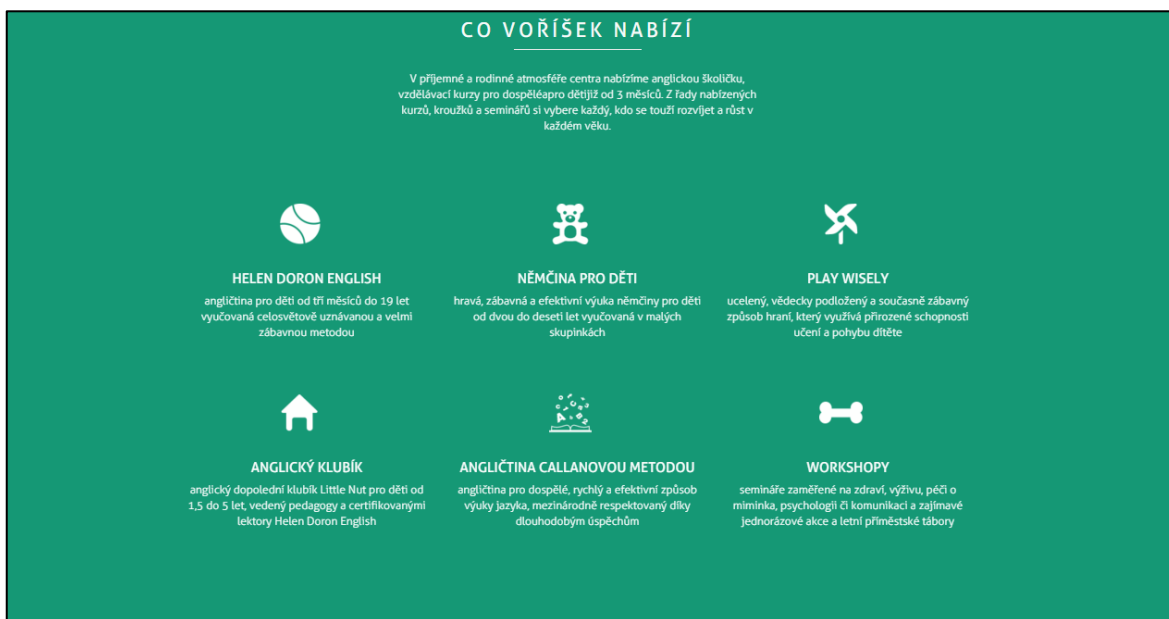 CO VOŘÍŠEK NABÍZÍ
V příjemné a rodinné atmosféře centra nabízíme anglickou školičku,
vzdělávací kurzy pro dospěléapro dětijiž od 3 měsíců. Z řady nabízených
kurzů, kroužků a seminářů si vybere každý, kdo se touží rozvíjet a růst v
každém věku.
HELEN DORON ENGLISH
angličtina pro děti od tří měsíců do 19 let
vyučovaná celosvětově uznávanou a velmi
zábavnou metodou
NĚMČINA PRO DĚTI
hravá, zábavná a efektivní výuka němčiny pro děti
od dvou do deseti let vyučovaná v malých
skupinkách
PLAY WISELY
ucelený, vědecky podložený a současně zábavný
způsob hraní, který využívá přirozené schopnosti
učení a pohybu dítěte
ANGLICKÝ KLUBÍK
anglický dopolední klubík Little Nut pro děti od
1,5 do 5 let, vedený pedagogy a certifikovanými
lektory Helen Doron English
ANGLIČTINA CALLANOVOU METODOU
angličtina pro dospělé, rychlý a efektivní způsob
výuky jazyka, mezinárodně respektovaný díky
dlouhodobým úspěchům
WORKSHOPY
semináře zaměřené na zdraví, výživu, péči o
miminka, psychologii či komunikaci a zajímavé
jednorázové akce a letní příměstské tábory